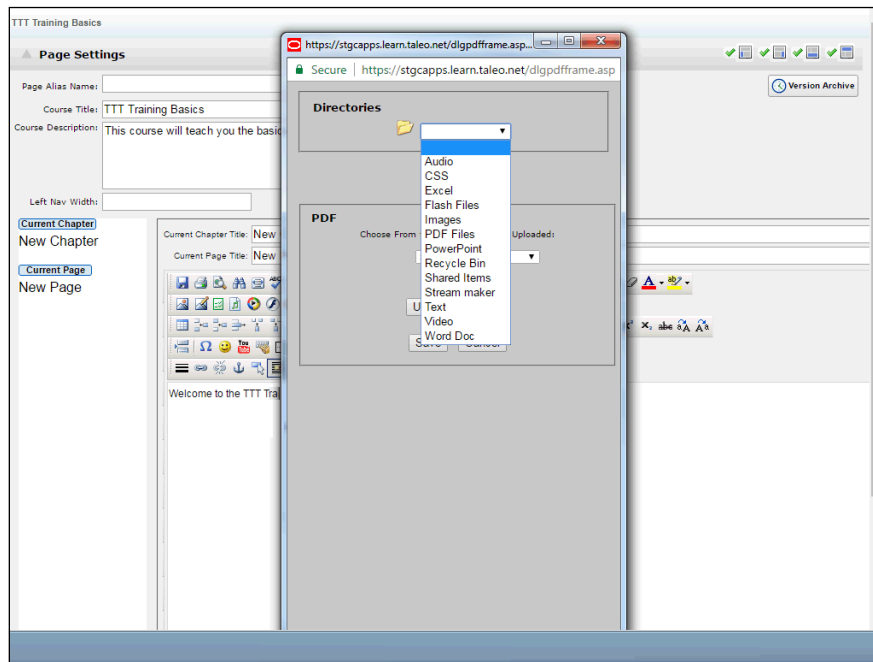 TTT Training Basics
Page Settings
Page Alias Name:
Version Archive
Course Title: TTT Training Basics
Course Description: This course will teach you the basic
Left Nav Width:
Current Chapter
New Chapter
Current Page
New Page
Current Chapter Title: New
Current Page Title: New
Welcome to the TTT Tra
https://stgcapps.learn.taleo.net/dlgpdfframe.asp...
Secure | https://stgcapps.learn.taleo.net/dlgpdfframe.asp
Directories
Audio
CSS
Excel
Flash Files
Images
PDF Files
PowerPoint
Recycle Bin
Shared Items
Stream maker
Text
Video
Word Doc
PDF
Choose From
Uploaded:
Save Cancel